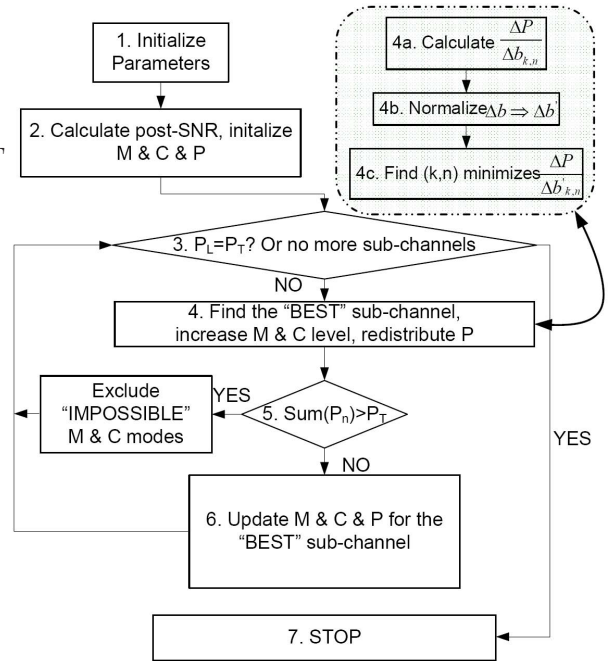 1. Initialize
Parameters
2. Calculate post-SNR, initalize
M & C & P
3. P_L=P_T? Or no more sub-channels
NO
4. Find the “BEST” sub-channel,
increase M & C level, redistribute P
5. Sum(P_n)>P_T
YES
Exclude
“IMPOSSIBLE”
M & C modes
NO
6. Update M & C & P for the
“BEST” sub-channel
YES
7. STOP
4a. Calculate ΔP / Δb_k,n
4b. Normalize Δb ⇒ Δb'
4c. Find (k,n) minimizes ΔP / Δb'_k,n